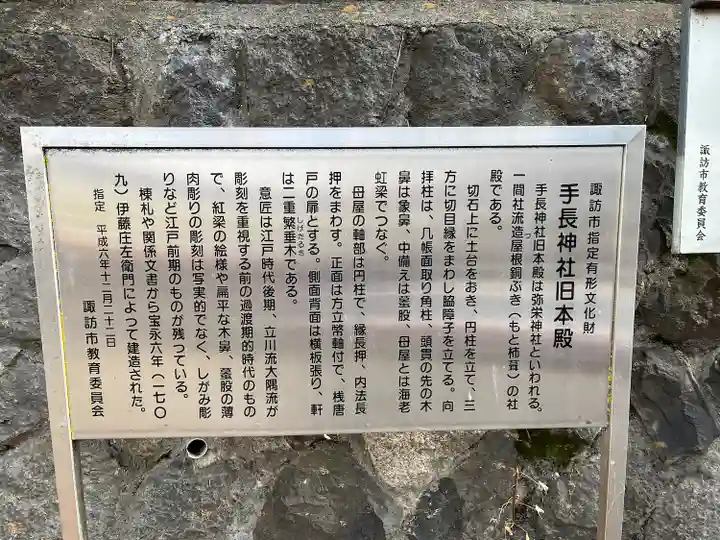 諏訪市教育委員会
諏訪市指定有形文化財
手長神社旧本殿
手長神社旧本殿は弥栄神社といわれる。
一間社流造屋根銅ぶき（もと柿葺）の社
づ
殿である。
切石上に土台をおき、円柱を立て、三
方に切目縁をまわし脇障子を立てる。向
拝柱は、几帳面取り角柱、頭貫の先の木
鼻は象鼻、中備えは蟇股、母屋とは海老
虹梁でつなぐ。
母屋の軸部は円柱で、縁長押、内法長
押をまわす。正面は方立幣軸付で、桟唐
戸の扉とする。側面背面は横板張り、軒
は二重繁垂木である。
しげたるき
意匠は江戸時代後期、立川流大隅流が
彫刻を重視する前の過渡期的時代のもの
で、紅梁の絵様や扁平な木鼻、蟇股の薄
肉彫りの彫刻は写実的でなく、しがみ彫
りなど江戸前期のものが残っている。
棟札や関係文書から宝永六年（一七〇
九）伊藤庄左衛門によって建造された。
指定　平成六年十二月二十二日
諏訪市教育委員会